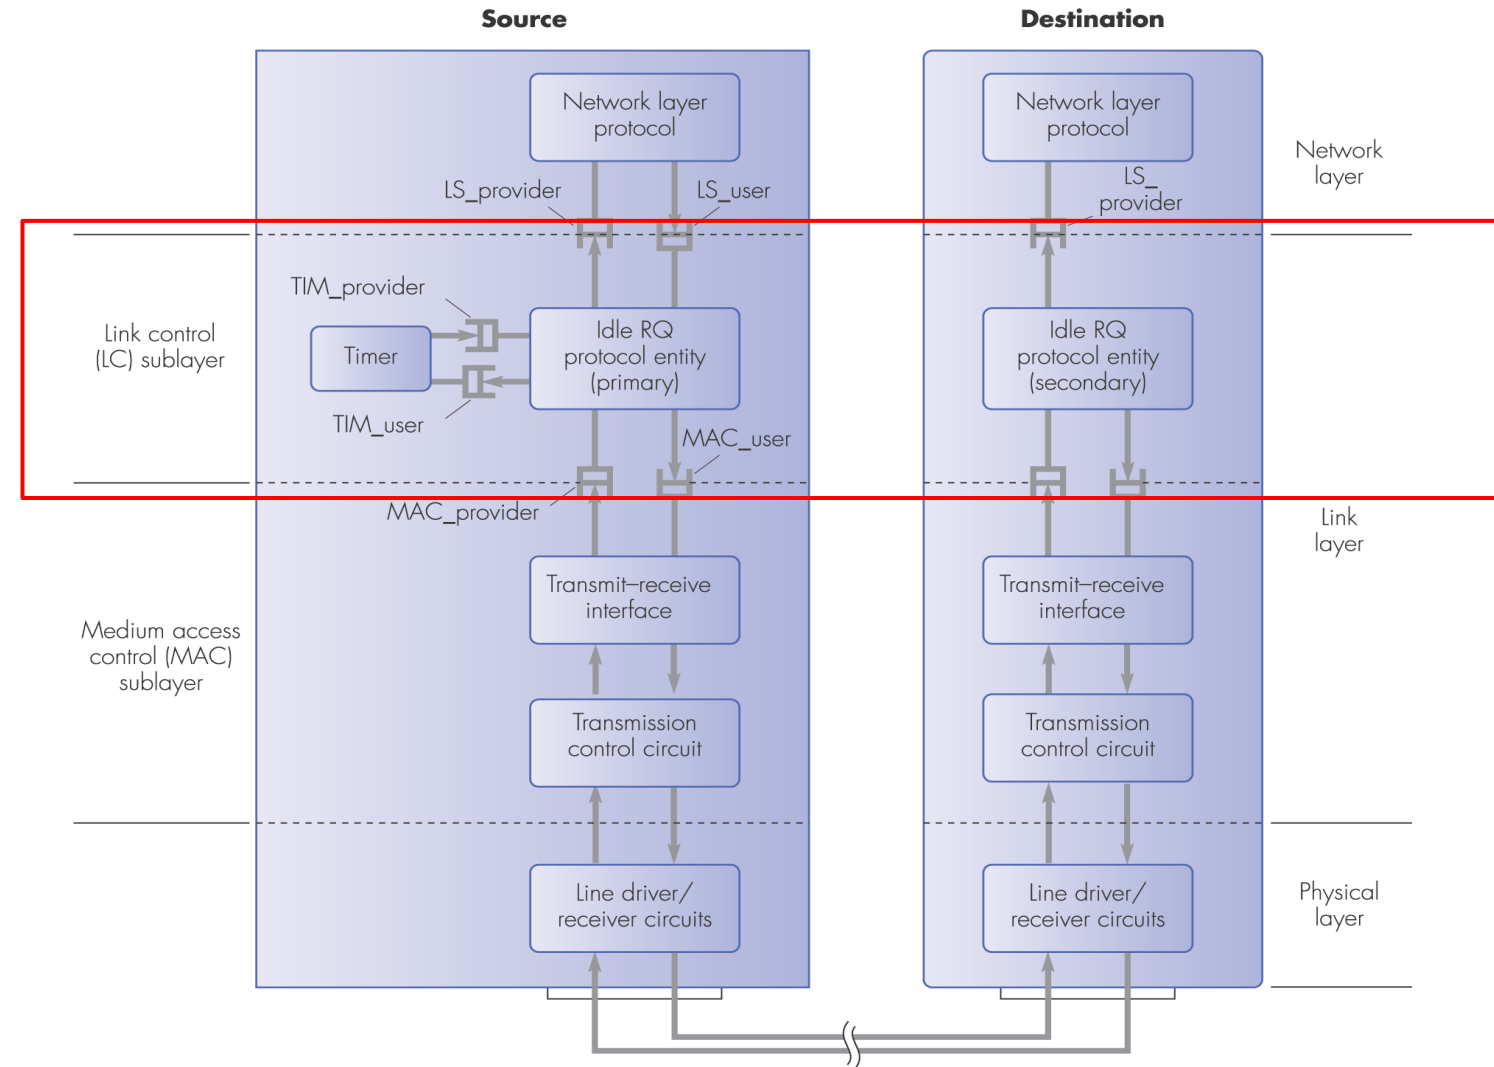 Source
Destination
Network layer
protocol
Network layer
protocol
Network
layer
LS_provider
LS_user
LS_
provider
TIM_provider
Link control
(LC) sublayer
Timer
Idle RQ
protocol entity
(primary)
Idle RQ
protocol entity
(secondary)
TIM_user
MAC_user
MAC_provider
Link
layer
Transmit–receive
interface
Transmit–receive
interface
Medium access
control (MAC)
sublayer
Transmission
control circuit
Transmission
control circuit
Line driver/
receiver circuits
Line driver/
receiver circuits
Physical
layer